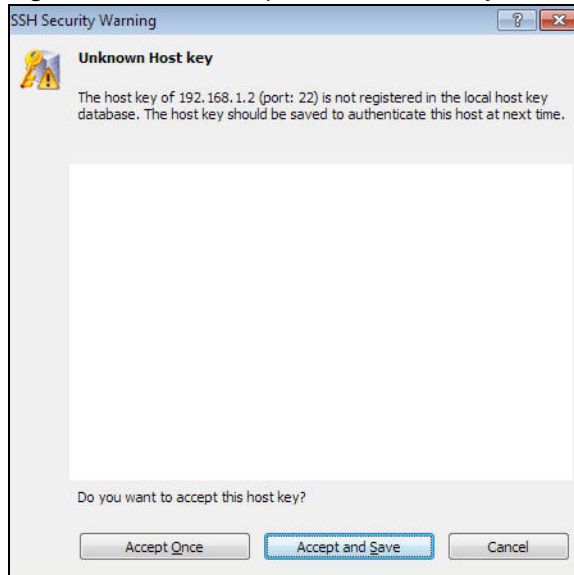 SSH Security Warning
Unknown Host key
The host key of 192.168.1.2 (port: 22) is not registered in the local host key
database. The host key should be saved to authenticate this host at next time.
Do you want to accept this host key?
Accept Once
Accept and Save
Cancel